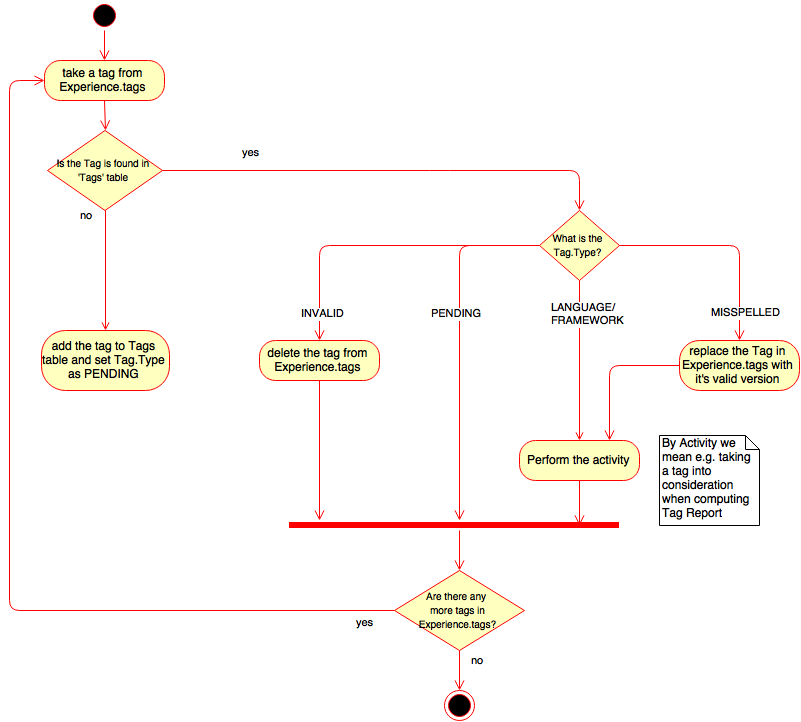 take a tag from
Experience.tags
Is the Tag is found in
'Tags' table
yes
no
What is the
Tag.Type?
INVALID
PENDING
LANGUAGE/
FRAMEWORK
MISSPELLED
add the tag to Tags
table and set Tag.Type
as PENDING
delete the tag from
Experience.tags
replace the Tag in
Experience.tags with
it's valid version
Perform the activity
By Activity we
mean e.g. taking
a tag into
consideration
when computing
Tag Report
Are there any
more tags in
Experience.tags?
yes
no